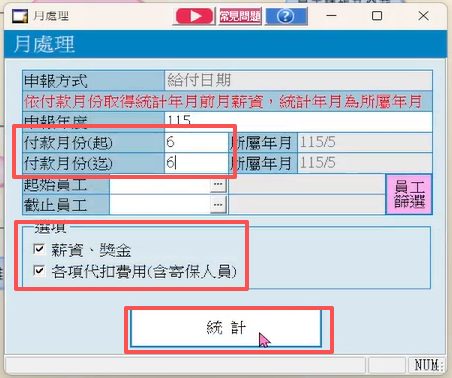 月處理
常見問題
?
月處理
申報方式 給付日期
依付款月份取得統計年月前月薪資，統計年月為所屬年月
申報年度 115
付款月份(起) 6 所屬年月 115/5
付款月份(迄) 6 所屬年月 115/5
起始員工 ...
截止員工 ...
員工
篩選
選項
薪資、獎金
各項代扣費用(含寄保人員)
統 計
NUM